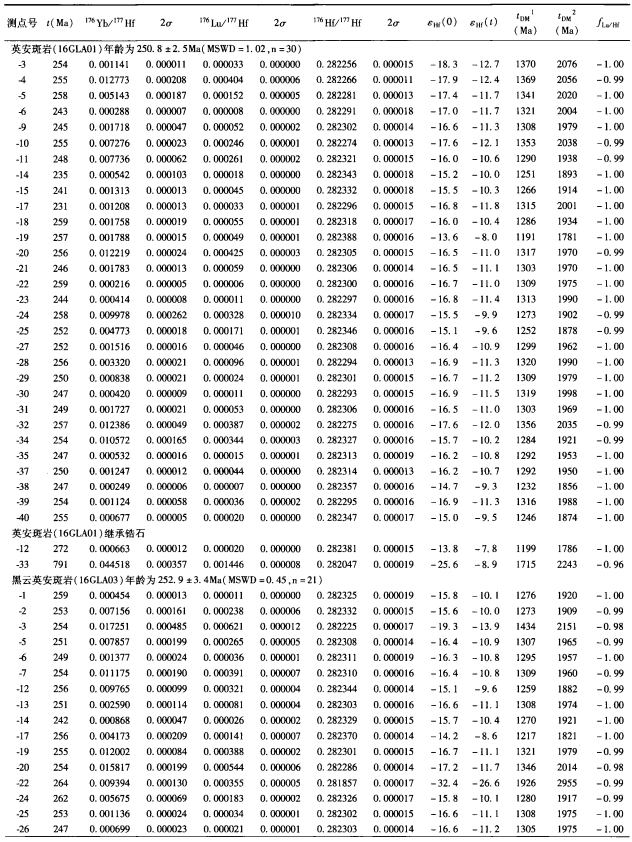 测点号 t(Ma) 176Yb/177Hf 2σ 176Lu/177Hf 2σ 176Hf/177Hf 2σ εHf(0) εHf(t) tDM1 (Ma) tDM2 (Ma) fLu/Hf
英安斑岩(16GLA01)年龄为250.8±2.5Ma(MSWD=1.02,n=30)
-3 254 0.001141 0.000011 0.000033 0.000000 0.282256 0.000015 -18.3 -12.7 1370 2076 -1.00
-4 255 0.012773 0.000208 0.000404 0.000006 0.282266 0.000011 -17.9 -12.4 1369 2056 -0.99
-5 258 0.005143 0.000187 0.000152 0.000005 0.282281 0.000013 -17.4 -11.7 1341 2020 -1.00
-6 243 0.000288 0.000007 0.000008 0.000000 0.282291 0.000018 -17.0 -11.7 1321 2004 -1.00
-9 245 0.001718 0.000047 0.000052 0.000002 0.282302 0.000014 -16.6 -11.3 1308 1979 -1.00
-10 255 0.007276 0.000023 0.000246 0.000001 0.282274 0.000013 -17.6 -12.1 1353 2038 -0.99
-11 248 0.007736 0.000062 0.000261 0.000002 0.282321 0.000015 -16.0 -10.6 1290 1938 -0.99
-14 235 0.000542 0.000103 0.000018 0.000000 0.282343 0.000018 -15.2 -10.0 1251 1893 -1.00
-15 241 0.001313 0.000013 0.000045 0.000000 0.282332 0.000018 -15.5 -10.3 1266 1914 -1.00
-17 231 0.001208 0.000013 0.000033 0.000001 0.282296 0.000015 -16.8 -11.8 1315 2001 -1.00
-18 259 0.001758 0.000019 0.000055 0.000001 0.282318 0.000017 -16.0 -10.4 1286 1934 -1.00
-19 257 0.001788 0.000015 0.000049 0.000001 0.282388 0.000016 -13.6 -8.0 1191 1781 -1.00
-20 256 0.012219 0.000024 0.000425 0.000003 0.282305 0.000015 -16.5 -11.0 1317 1970 -0.99
-21 246 0.001783 0.000013 0.000059 0.000000 0.282306 0.000014 -16.5 -11.1 1303 1970 -1.00
-22 259 0.000216 0.000005 0.000006 0.000000 0.282300 0.000016 -16.7 -11.0 1309 1975 -1.00
-23 244 0.000414 0.000008 0.000011 0.000000 0.282297 0.000016 -16.8 -11.4 1313 1990 -1.00
-24 258 0.009978 0.000262 0.000328 0.000010 0.282334 0.000017 -15.5 -9.9 1273 1902 -0.99
-25 252 0.004773 0.000018 0.000171 0.000001 0.282346 0.000016 -15.1 -9.6 1252 1878 -0.99
-27 252 0.001516 0.000016 0.000046 0.000000 0.282308 0.000016 -16.4 -10.9 1299 1962 -1.00
-28 256 0.003320 0.000021 0.000096 0.000001 0.282294 0.000013 -16.9 -11.3 1320 1990 -1.00
-29 250 0.000838 0.000021 0.000024 0.000001 0.282301 0.000015 -16.7 -11.2 1309 1979 -1.00
-30 247 0.000420 0.000009 0.000011 0.000000 0.282293 0.000015 -16.9 -11.5 1319 1998 -1.00
-31 249 0.001727 0.000021 0.000053 0.000000 0.282306 0.000016 -16.5 -11.0 1303 1969 -1.00
-32 257 0.012386 0.000049 0.000387 0.000002 0.282275 0.000016 -17.6 -12.0 1356 2035 -0.99
-34 254 0.010572 0.000165 0.000344 0.000003 0.282327 0.000016 -15.7 -10.2 1284 1921 -0.99
-35 247 0.000532 0.000016 0.000015 0.000001 0.282313 0.000019 -16.2 -10.8 1292 1953 -1.00
-37 250 0.001247 0.000012 0.000044 0.000000 0.282314 0.000013 -16.2 -10.7 1292 1950 -1.00
-38 247 0.000249 0.000006 0.000007 0.000000 0.282357 0.000016 -14.7 -9.3 1232 1856 -1.00
-39 254 0.001124 0.000058 0.000036 0.000002 0.282295 0.000016 -16.9 -11.3 1316 1988 -1.00
-40 255 0.000677 0.000005 0.000020 0.000000 0.282347 0.000017 -15.0 -9.5 1246 1874 -1.00
英安斑岩(16GLA01)继承锆石
-12 272 0.000663 0.000012 0.000020 0.000000 0.282381 0.000015 -13.8 -7.8 1199 1786 -1.00
-33 791 0.044518 0.000357 0.001446 0.000008 0.282047 0.000019 -25.6 -8.9 1715 2243 -0.96
黑云英安斑岩(16GLA03)年龄为252.9±3.4Ma(MSWD=0.45,n=21)
-1 259 0.000454 0.000013 0.000011 0.000000 0.282325 0.000019 -15.8 -10.1 1276 1920 -1.00
-2 253 0.007156 0.000161 0.000238 0.000006 0.282332 0.000015 -15.6 -10.0 1273 1909 -0.99
-3 254 0.017251 0.000485 0.000621 0.000012 0.282225 0.000017 -19.3 -13.9 1434 2151 -0.98
-5 251 0.007857 0.000199 0.000265 0.000005 0.282308 0.000014 -16.4 -10.9 1307 1965 -0.99
-6 249 0.001377 0.000024 0.000036 0.000001 0.282311 0.000019 -16.3 -10.8 1295 1957 -1.00
-7 254 0.011175 0.000190 0.000391 0.000007 0.282310 0.000016 -16.4 -10.8 1309 1960 -0.99
-12 256 0.009765 0.000099 0.000321 0.000004 0.282344 0.000014 -15.1 -9.6 1259 1882 -0.99
-13 251 0.002590 0.000114 0.000081 0.000004 0.282303 0.000016 -16.6 -11.1 1308 1974 -1.00
-14 242 0.000868 0.000047 0.000026 0.000002 0.282329 0.000015 -15.7 -10.4 1270 1921 -1.00
-17 256 0.004173 0.000209 0.000141 0.000007 0.282370 0.000014 -14.2 -8.6 1217 1821 -1.00
-19 255 0.012002 0.000084 0.000388 0.000002 0.282301 0.000015 -16.7 -11.1 1321 1979 -0.99
-20 254 0.015817 0.000199 0.000544 0.000006 0.282286 0.000014 -17.2 -11.7 1346 2014 -0.98
-22 264 0.009394 0.000130 0.000355 0.000005 0.281857 0.000017 -32.4 -26.6 1926 2955 -0.99
-24 262 0.005675 0.000069 0.000183 0.000002 0.282326 0.000017 -15.8 -10.1 1280 1917 -0.99
-25 253 0.001136 0.000024 0.000034 0.000001 0.282302 0.000015 -16.6 -11.1 1308 1975 -1.00
-26 247 0.000699 0.000023 0.000021 0.000001 0.282303 0.000014 -16.6 -11.2 1305 1975 -1.00